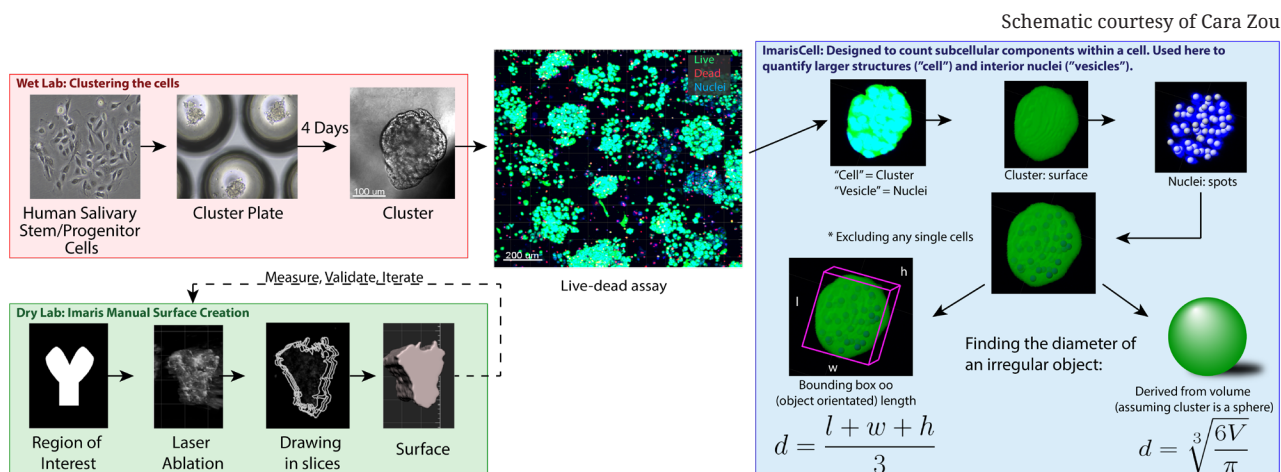 Schematic courtesy of Cara Zou
Wet Lab: Clustering the cells
4 Days
100 um
Human Salivary
Stem/Progenitor
Cells
Cluster Plate
Cluster
Live
Dead
Nuclei
200 um
Live-dead assay
Measure, Validate, Iterate
Dry Lab: Imaris Manual Surface Creation
Region of
Interest
Laser
Ablation
Drawing
in slices
Surface
ImarisCell: Designed to count subcellular components within a cell. Used here to
quantify larger structures ("cell") and interior nuclei ("vesicles").
"Cell" = Cluster
"Vesicle" = Nuclei
Cluster: surface
Nuclei: spots
* Excluding any single cells
h
l
w
Bounding box oo
(object orientated) length
d = \frac{l + w + h}{3}
Finding the diameter of
an irregular object:
Derived from volume
(assuming cluster is a sphere)
d = \sqrt[3]{\frac{6V}{\pi}}